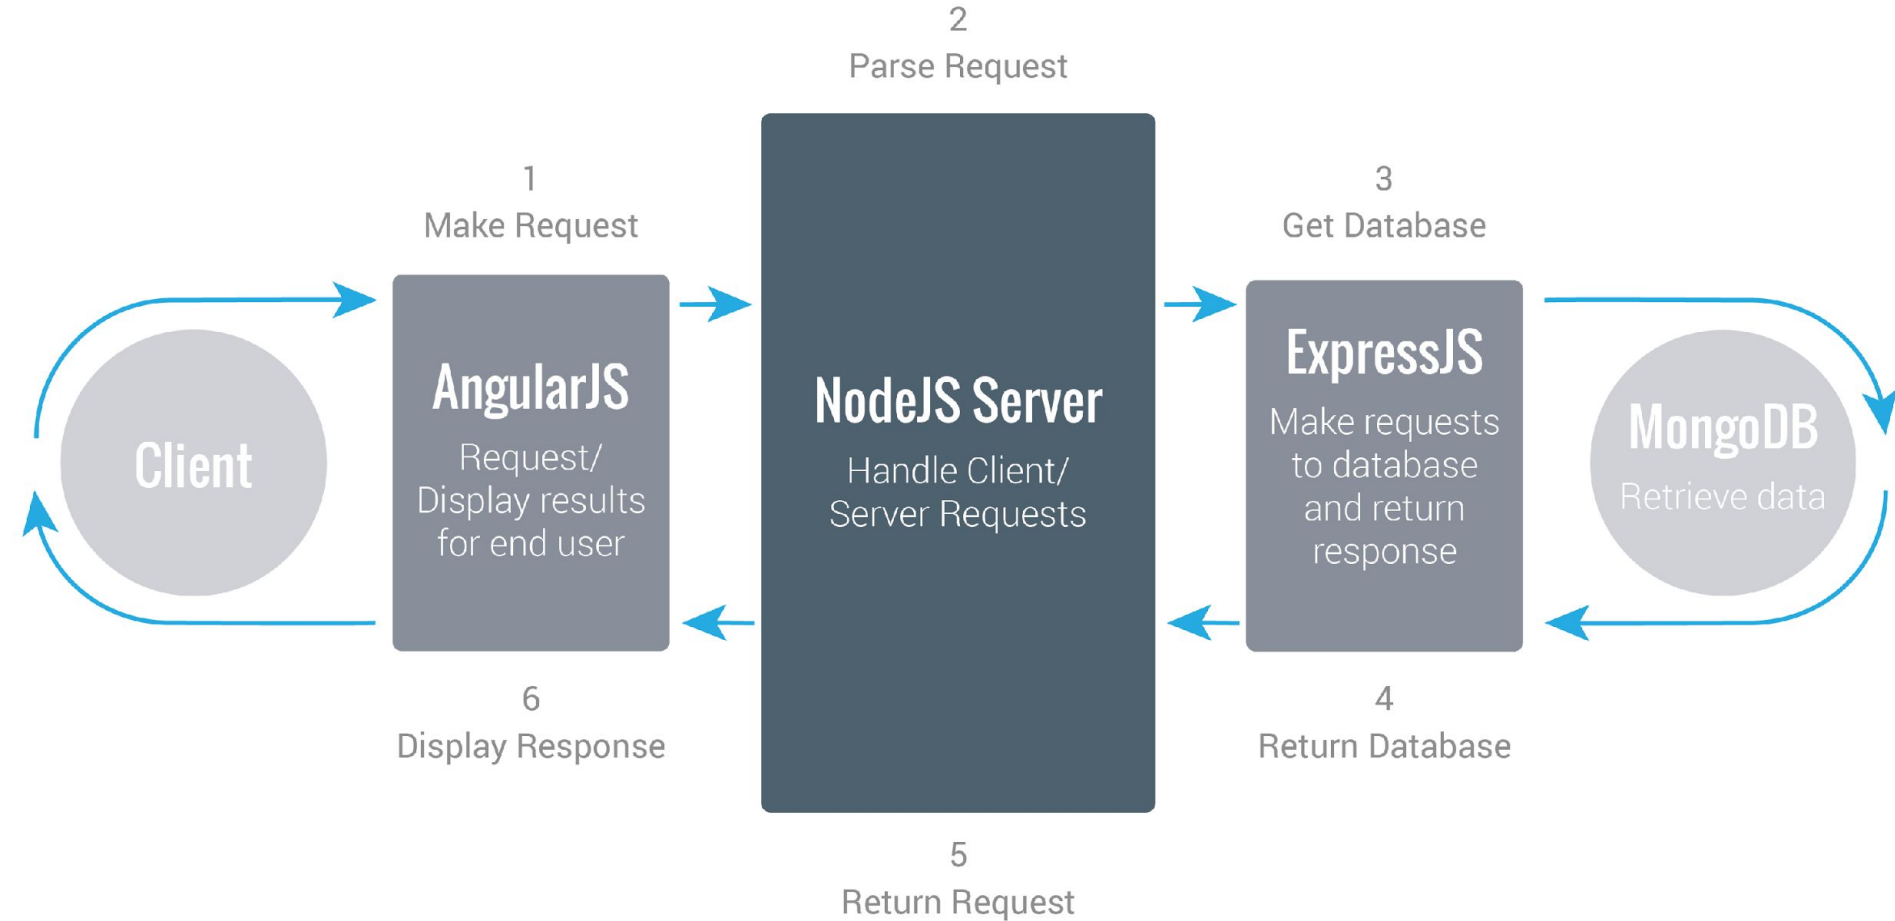 2
Parse Request
1
Make Request
3
Get Database
Client
AngularJS
Request/
Display results
for end user
NodeJS Server
Handle Client/
Server Requests
ExpressJS
Make requests
to database
and return
response
MongoDB
Retrieve data
6
Display Response
4
Return Database
5
Return Request